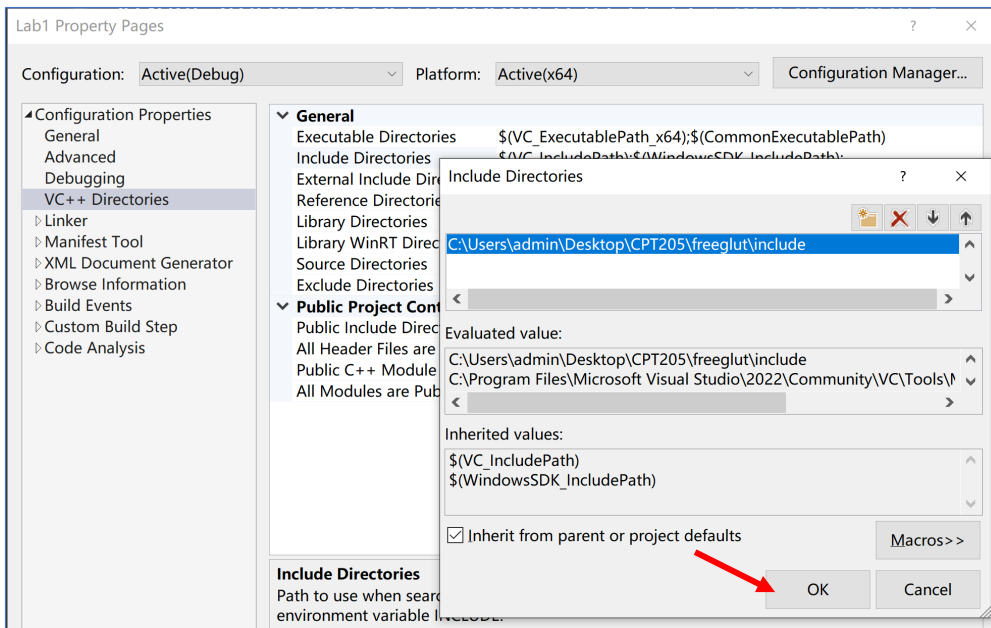 Lab1 Property Pages ? ×
Configuration: Active(Debug) Platform: Active(x64) Configuration Manager...
Configuration Properties
General
Advanced
Debugging
VC++ Directories
Linker
Manifest Tool
XML Document Generator
Browse Information
Build Events
Custom Build Step
Code Analysis
General
Executable Directories $(VC_ExecutablePath_x64);$(CommonExecutablePath)
Include Directories $(VC_IncludePath);$(WindowsSDK_IncludePath);
External Include Dire
Reference Directorie
Library Directories
Library WinRT Direc
Source Directories
Exclude Directories
Public Project Cont
Public Include Direc
All Header Files are
Public C++ Module
All Modules are Pub
Include Directories
Path to use when searc
environment variable INCLUDE.
Include Directories ? ×
C:\Users\admin\Desktop\CPT205\freeglut\include
Evaluated value:
C:\Users\admin\Desktop\CPT205\freeglut\include
C:\Program Files\Microsoft Visual Studio\2022\Community\VC\Tools\
Inherited values:
$(VC_IncludePath)
$(WindowsSDK_IncludePath)
Inherit from parent or project defaults
Macros>>
OK Cancel